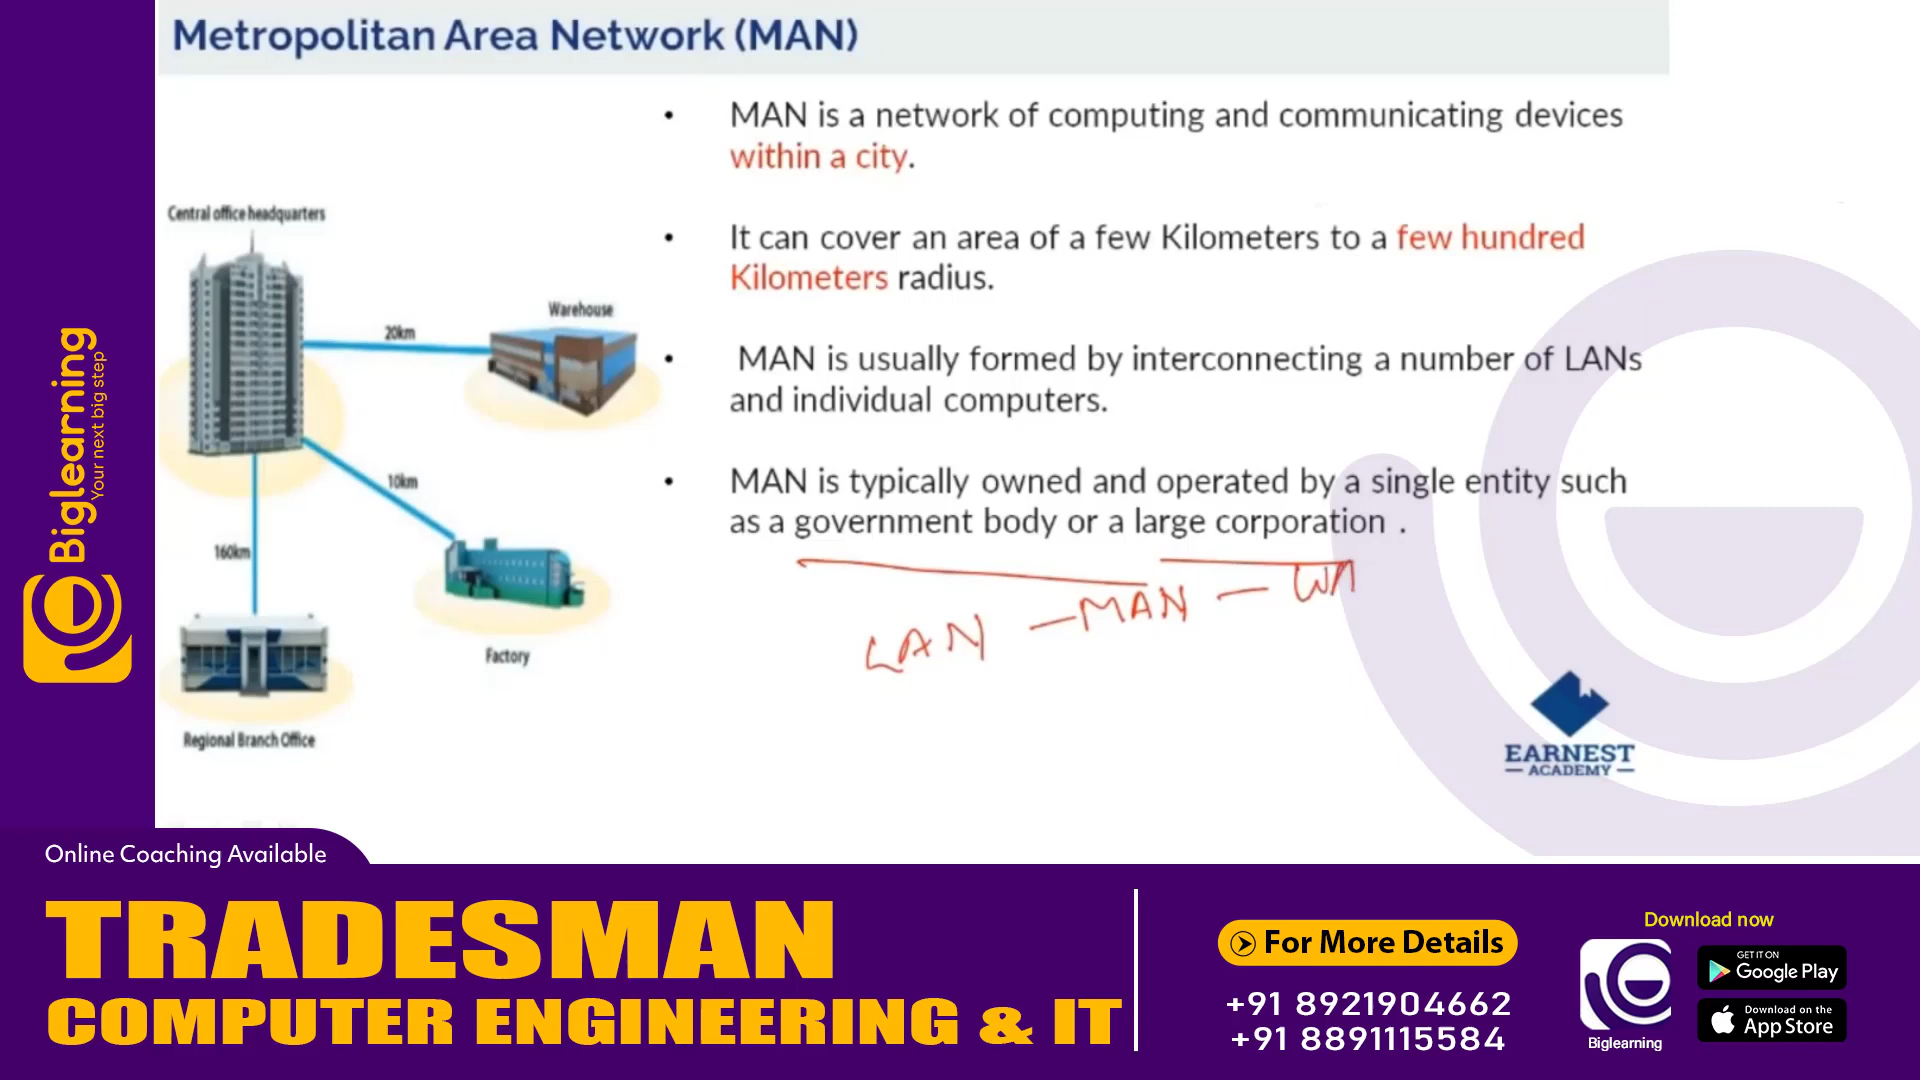 Metropolitan Area Network (MAN)
• MAN is a network of computing and communicating devices
within a city.
• It can cover an area of a few Kilometers to a few hundred
Kilometers radius.
• MAN is usually formed by interconnecting a number of LANs
and individual computers.
• MAN is typically owned and operated by a single entity such
as a government body or a large corporation .
LAN – MAN – WA
Central office headquarters
Warehouse
20km
10km
160km
Factory
Regional Branch Office
EARNEST
ACADEMY
Biglearning
Your next big step
Online Coaching Available
TRADESMAN
COMPUTER ENGINEERING & IT
For More Details
+91 8921904662
+91 8891115584
Download now
Biglearning
GET IT ON
Google Play
Download on the
App Store